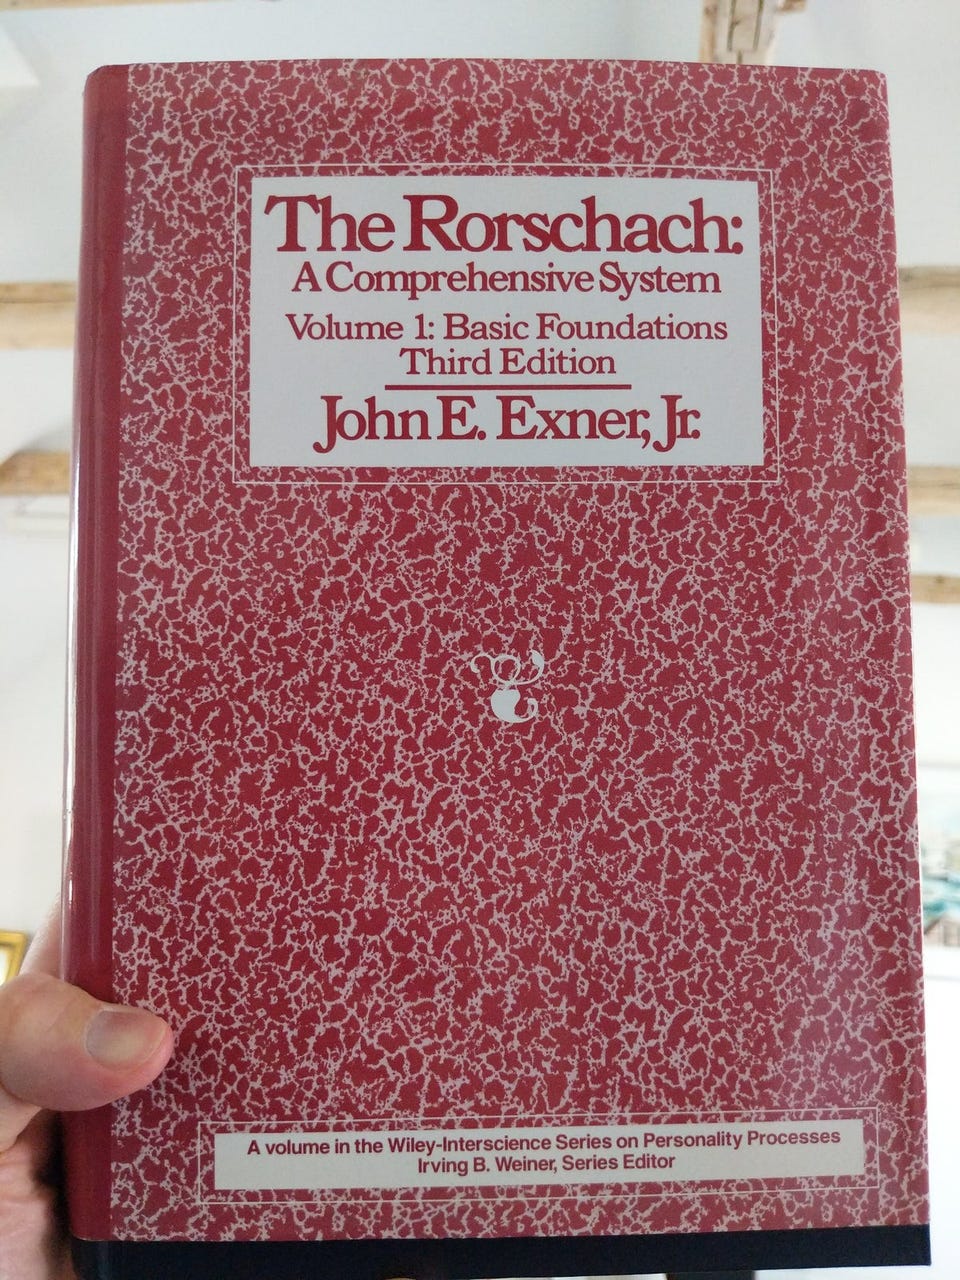 The Rorschach:
A Comprehensive System
Volume 1: Basic Foundations
Third Edition
John E. Exner, Jr.
A volume in the Wiley-Interscience Series on Personality Processes
Irving B. Weiner, Series Editor